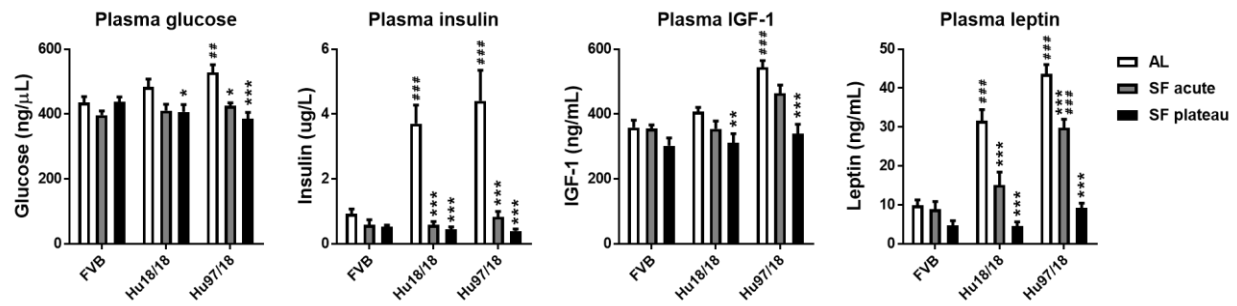 Plasma glucose
Glucose (ng/μL)
600
400
200
0
##
*
*
***
FVB
Hu18/18
Hu97/18
Plasma insulin
Insulin (ug/L)
6
4
2
0
###
***
***
###
***
***
FVB
Hu18/18
Hu97/18
Plasma IGF-1
IGF-1 (ng/mL)
600
400
200
0
**
###
***
FVB
Hu18/18
Hu97/18
Plasma leptin
Leptin (ng/mL)
50
40
30
20
10
0
###
***
***
###
***
###
***
FVB
Hu18/18
Hu97/18
AL
SF acute
SF plateau